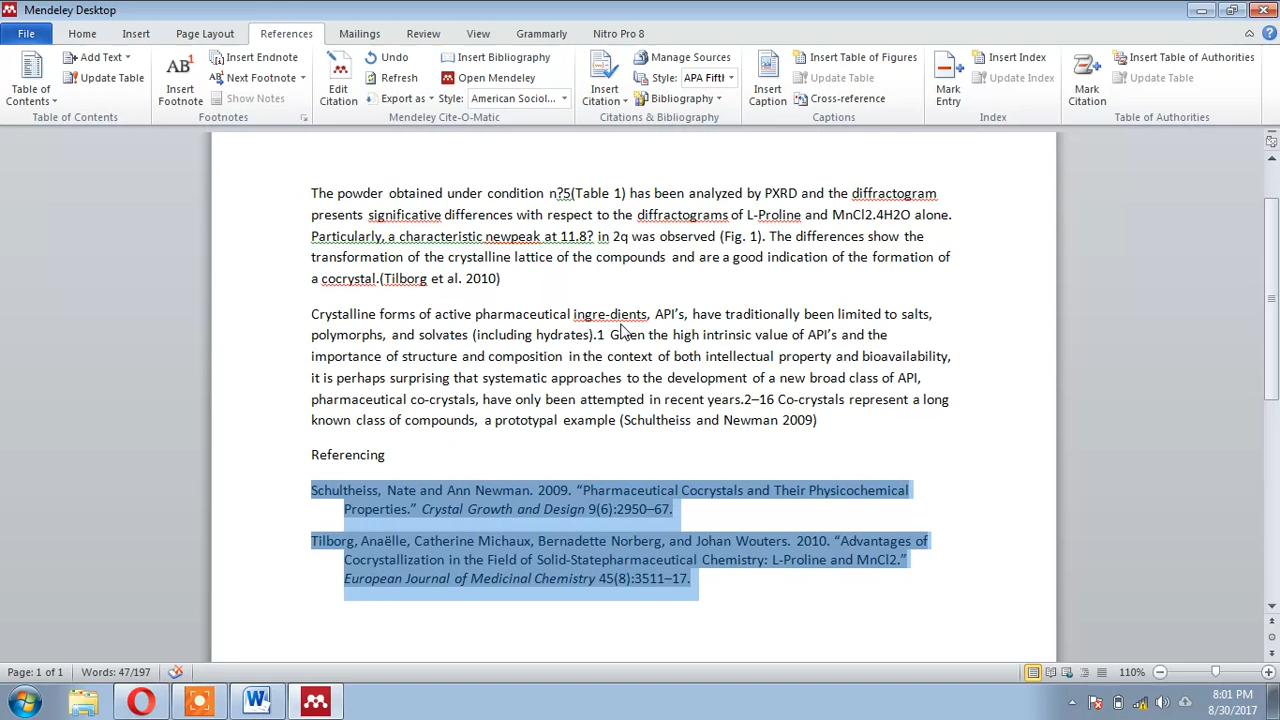 Mendeley Desktop
File Home Insert Page Layout References Mailings Review View Grammarly Nitro Pro 8
Add Text Insert Endnote Undo Insert Bibliography Manage Sources Insert Table of Figures Insert Index Insert Table of Authorities
Update Table Next Footnote Refresh Open Mendeley Style: APA Fiftl Update Table Update Index Update Table
Table of Contents Insert Footnote Show Notes Edit Citation Export as Style: American Sociol... Insert Citation Bibliography Insert Caption Cross-reference Mark Entry Mark Citation
Table of Contents Footnotes Mendeley Cite-O-Matic Citations & Bibliography Captions Index Table of Authorities
The powder obtained under condition n?5(Table 1) has been analyzed by PXRD and the diffractogram
presents significative differences with respect to the diffractograms of L-Proline and MnCl2.4H2O alone.
Particularly, a characteristic newpeak at 11.8? in 2q was observed (Fig. 1). The differences show the
transformation of the crystalline lattice of the compounds and are a good indication of the formation of
a cocrystal.(Tilborg et al. 2010)
Crystalline forms of active pharmaceutical ingre-dients, API's, have traditionally been limited to salts,
polymorphs, and solvates (including hydrates).1 Given the high intrinsic value of API's and the
importance of structure and composition in the context of both intellectual property and bioavailability,
it is perhaps surprising that systematic approaches to the development of a new broad class of API,
pharmaceutical co-crystals, have only been attempted in recent years.2–16 Co-crystals represent a long
known class of compounds, a prototypal example (Schultheiss and Newman 2009)
Referencing
Schultheiss, Nate and Ann Newman. 2009. “Pharmaceutical Cocrystals and Their Physicochemical
Properties.” Crystal Growth and Design 9(6):2950–67.
Tilborg, Anaëlle, Catherine Michaux, Bernadette Norberg, and Johan Wouters. 2010. “Advantages of
Cocrystallization in the Field of Solid-Statepharmaceutical Chemistry: L-Proline and MnCl2.”
European Journal of Medicinal Chemistry 45(8):3511–17.
Page: 1 of 1 Words: 47/197 110%
8:01 PM
8/30/2017